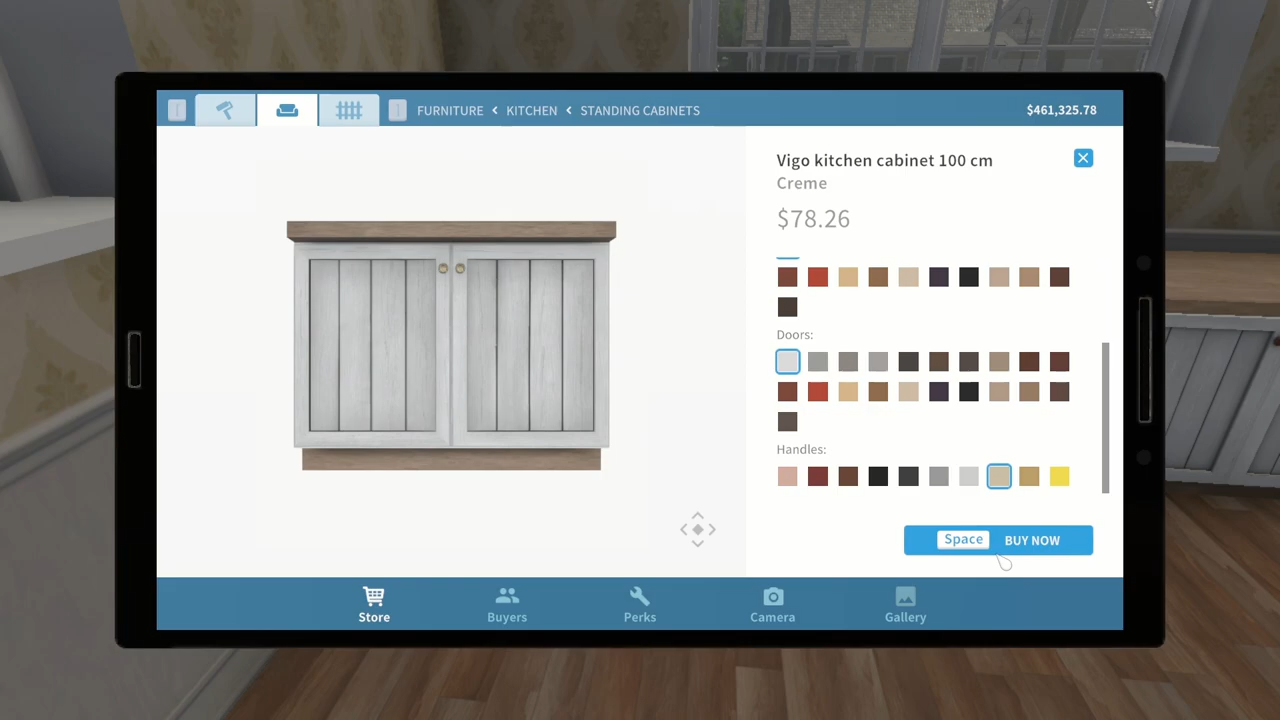 FURNITURE < KITCHEN < STANDING CABINETS
$461,325.78
Vigo kitchen cabinet 100 cm
Creme
$78.26
Doors:
Handles:
Space BUY NOW
Store
Buyers
Perks
Camera
Gallery